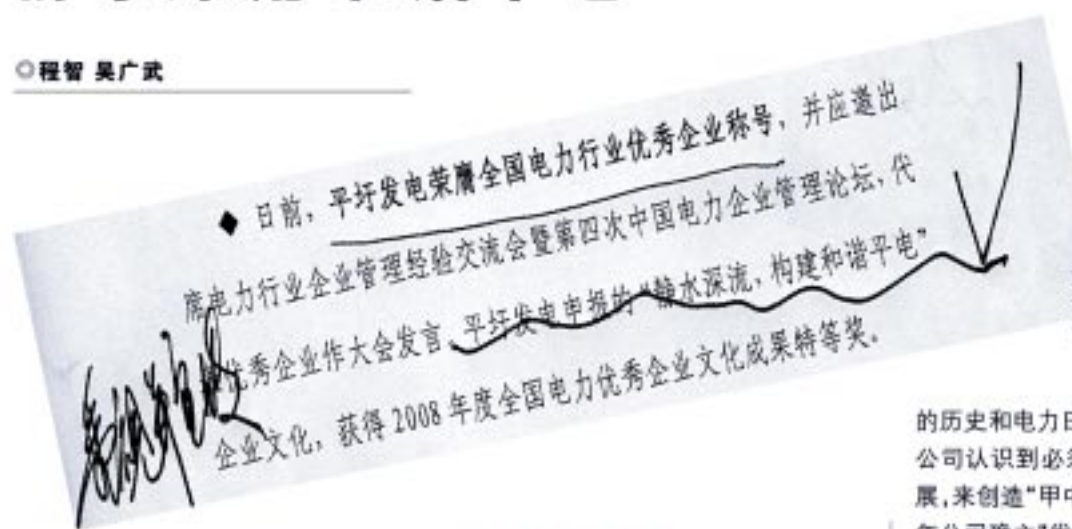 ◎程智 吴广武
◆ 日前，平圩发电荣膺全国电力行业优秀企业称号，并应邀出
席电力行业企业管理经验交流会暨第四次中国电力企业管理论坛，代
优秀企业作大会发言。平圩发电申报的“静水深流，构建和谐平电”
企业文化，获得2008年度全国电力优秀企业文化成果特等奖。
的历史和电力
公司认识到必
展，来创造“甲